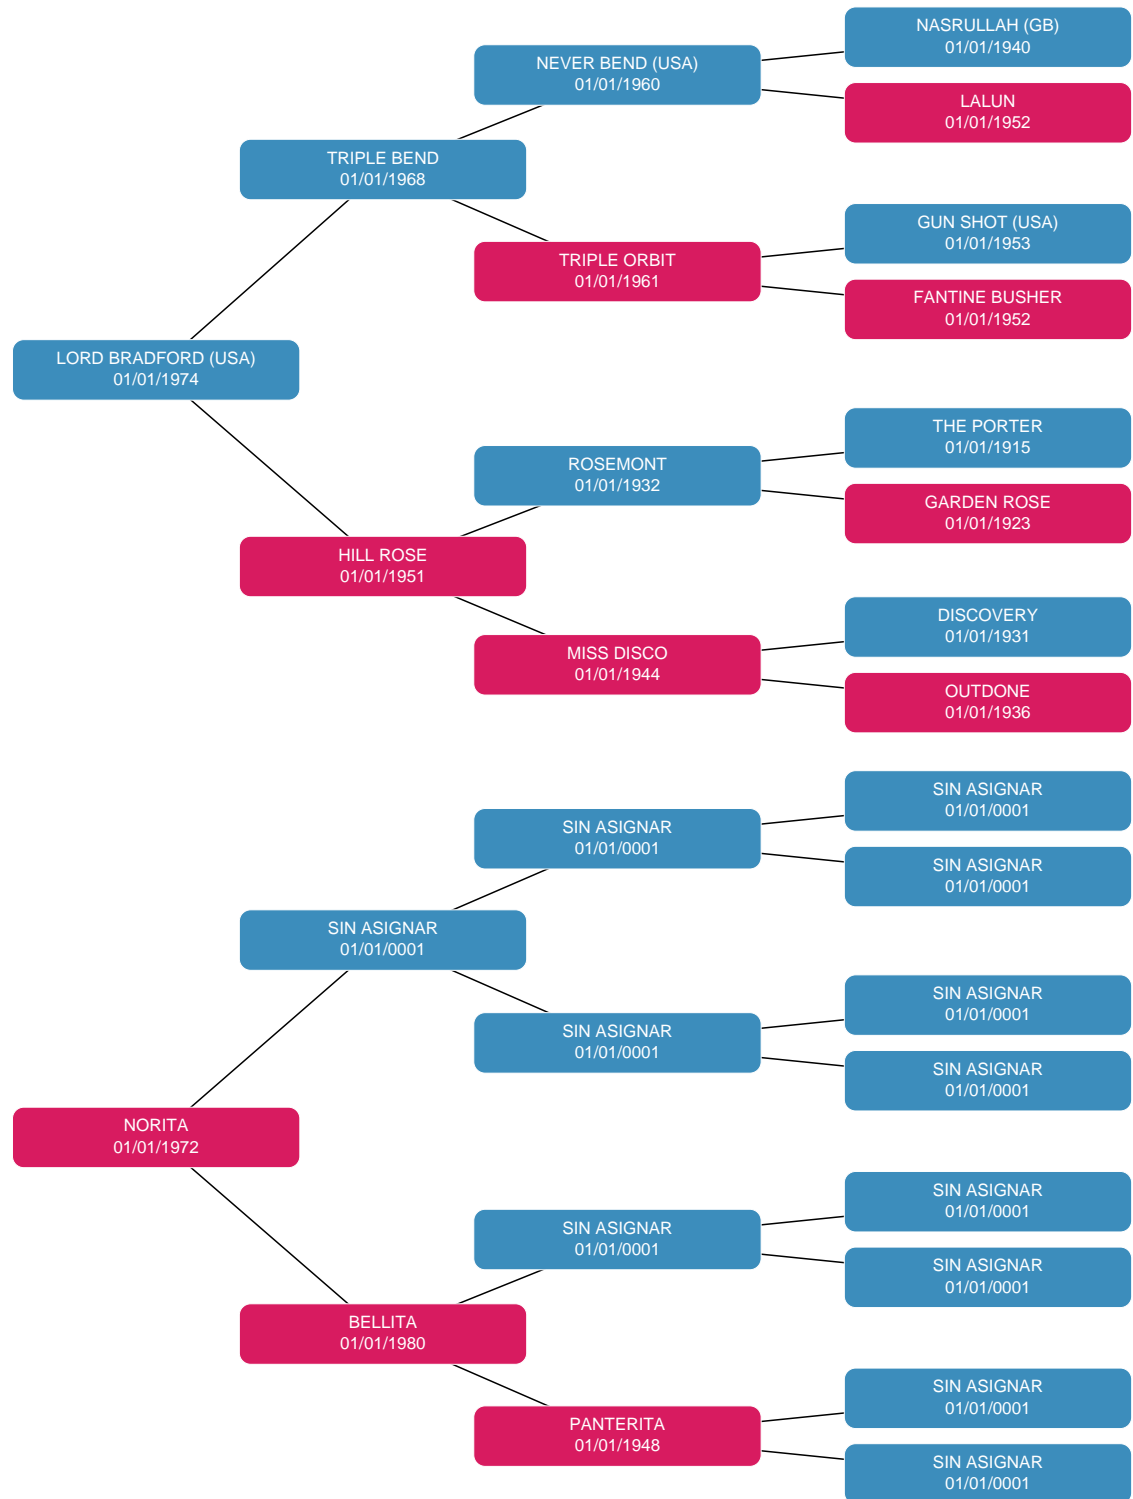 NASRULLAH (GB)
01/01/1940
NEVER BEND (USA)
01/01/1960
LALUN
01/01/1952
TRIPLE BEND
01/01/1968
GUN SHOT (USA)
01/01/1953
TRIPLE ORBIT
01/01/1961
FANTINE BUSHER
01/01/1952
LORD BRADFORD (USA)
01/01/1974
THE PORTER
01/01/1915
ROSEMONT
01/01/1932
GARDEN ROSE
01/01/1923
HILL ROSE
01/01/1951
DISCOVERY
01/01/1931
MISS DISCO
01/01/1944
OUTDONE
01/01/1936
SIN ASIGNAR
01/01/0001
SIN ASIGNAR
01/01/0001
SIN ASIGNAR
01/01/0001
SIN ASIGNAR
01/01/0001
SIN ASIGNAR
01/01/0001
SIN ASIGNAR
01/01/0001
SIN ASIGNAR
01/01/0001
NORITA
01/01/1972
SIN ASIGNAR
01/01/0001
SIN ASIGNAR
01/01/0001
SIN ASIGNAR
01/01/0001
BELLITA
01/01/1980
SIN ASIGNAR
01/01/0001
PANTERITA
01/01/1948
SIN ASIGNAR
01/01/0001